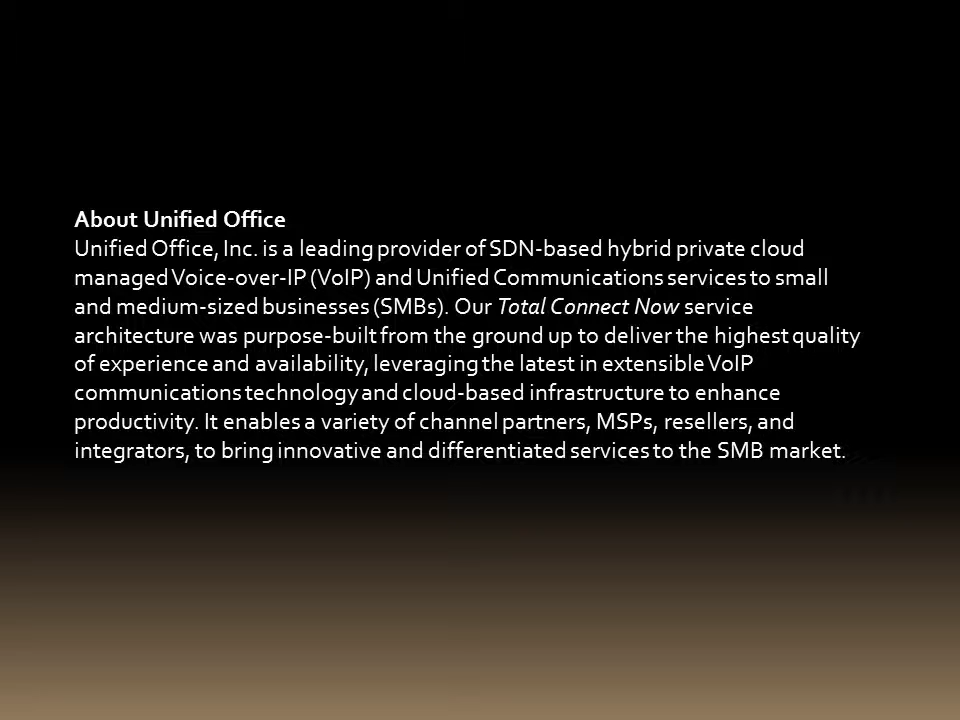 About Unified Office
Unified Office, Inc. is a leading provider of SDN-based hybrid private cloud
managed Voice-over-IP (VoIP) and Unified Communications services to small
and medium-sized businesses (SMBs). Our Total Connect Now service
architecture was purpose-built from the ground up to deliver the highest quality
of experience and availability, leveraging the latest in extensible VoIP
communications technology and cloud-based infrastructure to enhance
productivity. It enables a variety of channel partners, MSPs, resellers, and
integrators, to bring innovative and differentiated services to the SMB market.